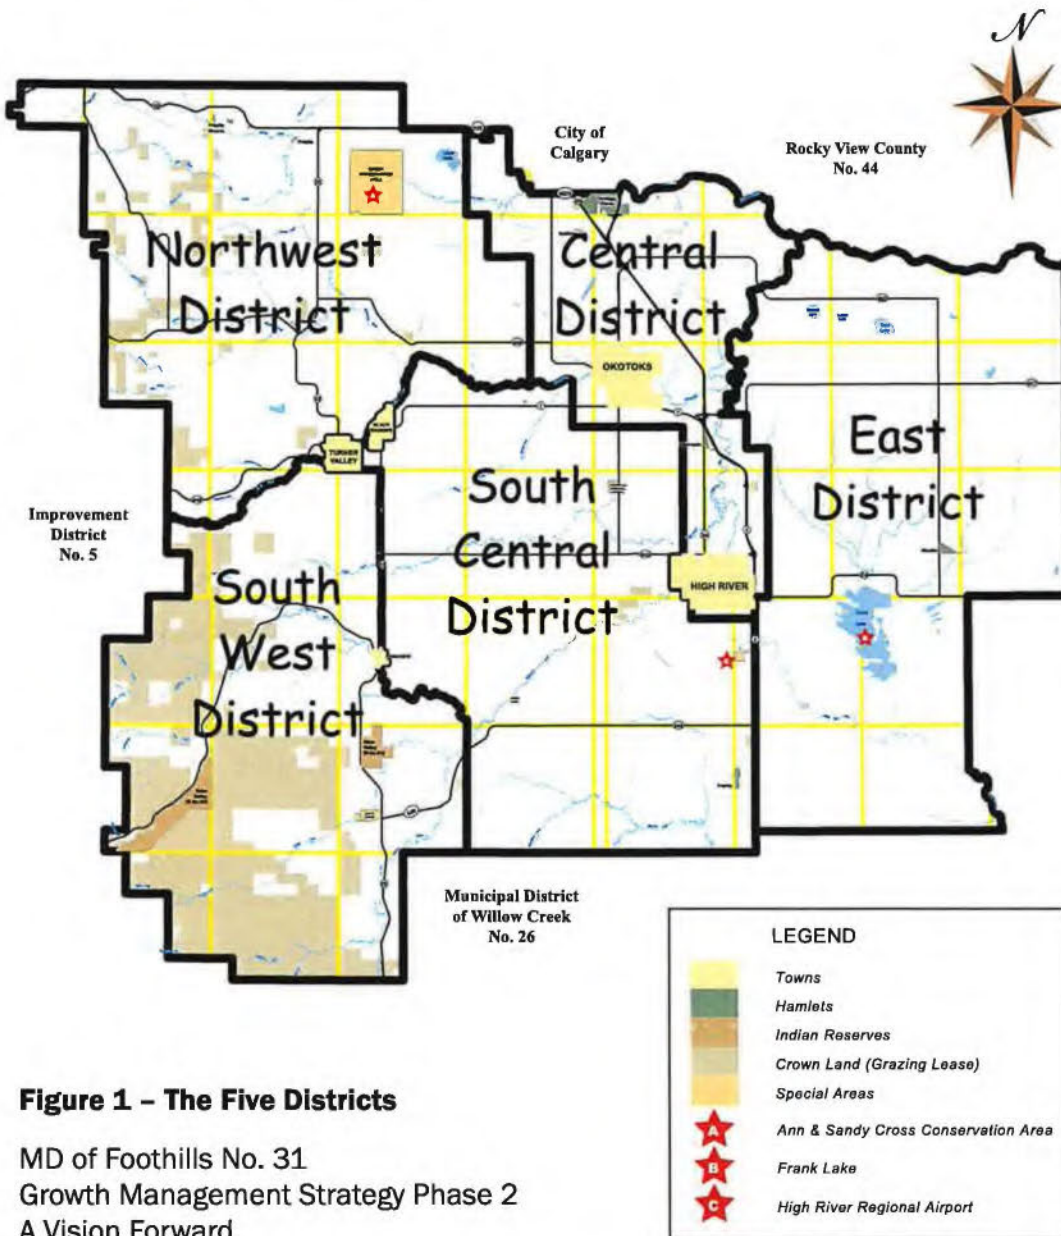 N
City of
Calgary
Rocky View County
No. 44
Northwest
District
Central
District
OKOTOKS
TURNER
VALLEY
East
District
South
Central
District
Improvement
District
No. 5
South
West
District
HIGH RIVER
Municipal District
of Willow Creek
No. 26
LEGEND
Towns
Hamlets
Indian Reserves
Crown Land (Grazing Lease)
Special Areas
A Ann & Sandy Cross Conservation Area
B Frank Lake
C High River Regional Airport
Figure 1 – The Five Districts
MD of Foothills No. 31
Growth Management Strategy Phase 2
A Vision Forward